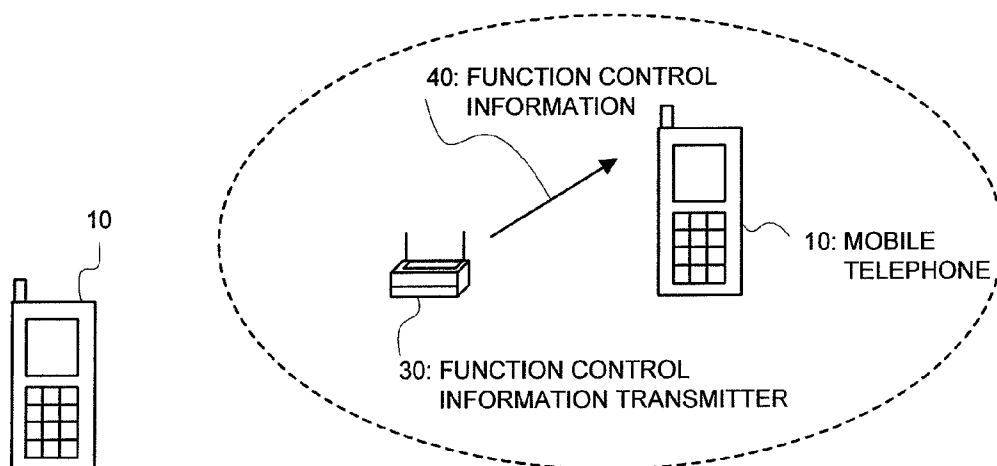 40: FUNCTION CONTROL
INFORMATION
10
10: MOBILE
TELEPHONE
30: FUNCTION CONTROL
INFORMATION TRANSMITTER